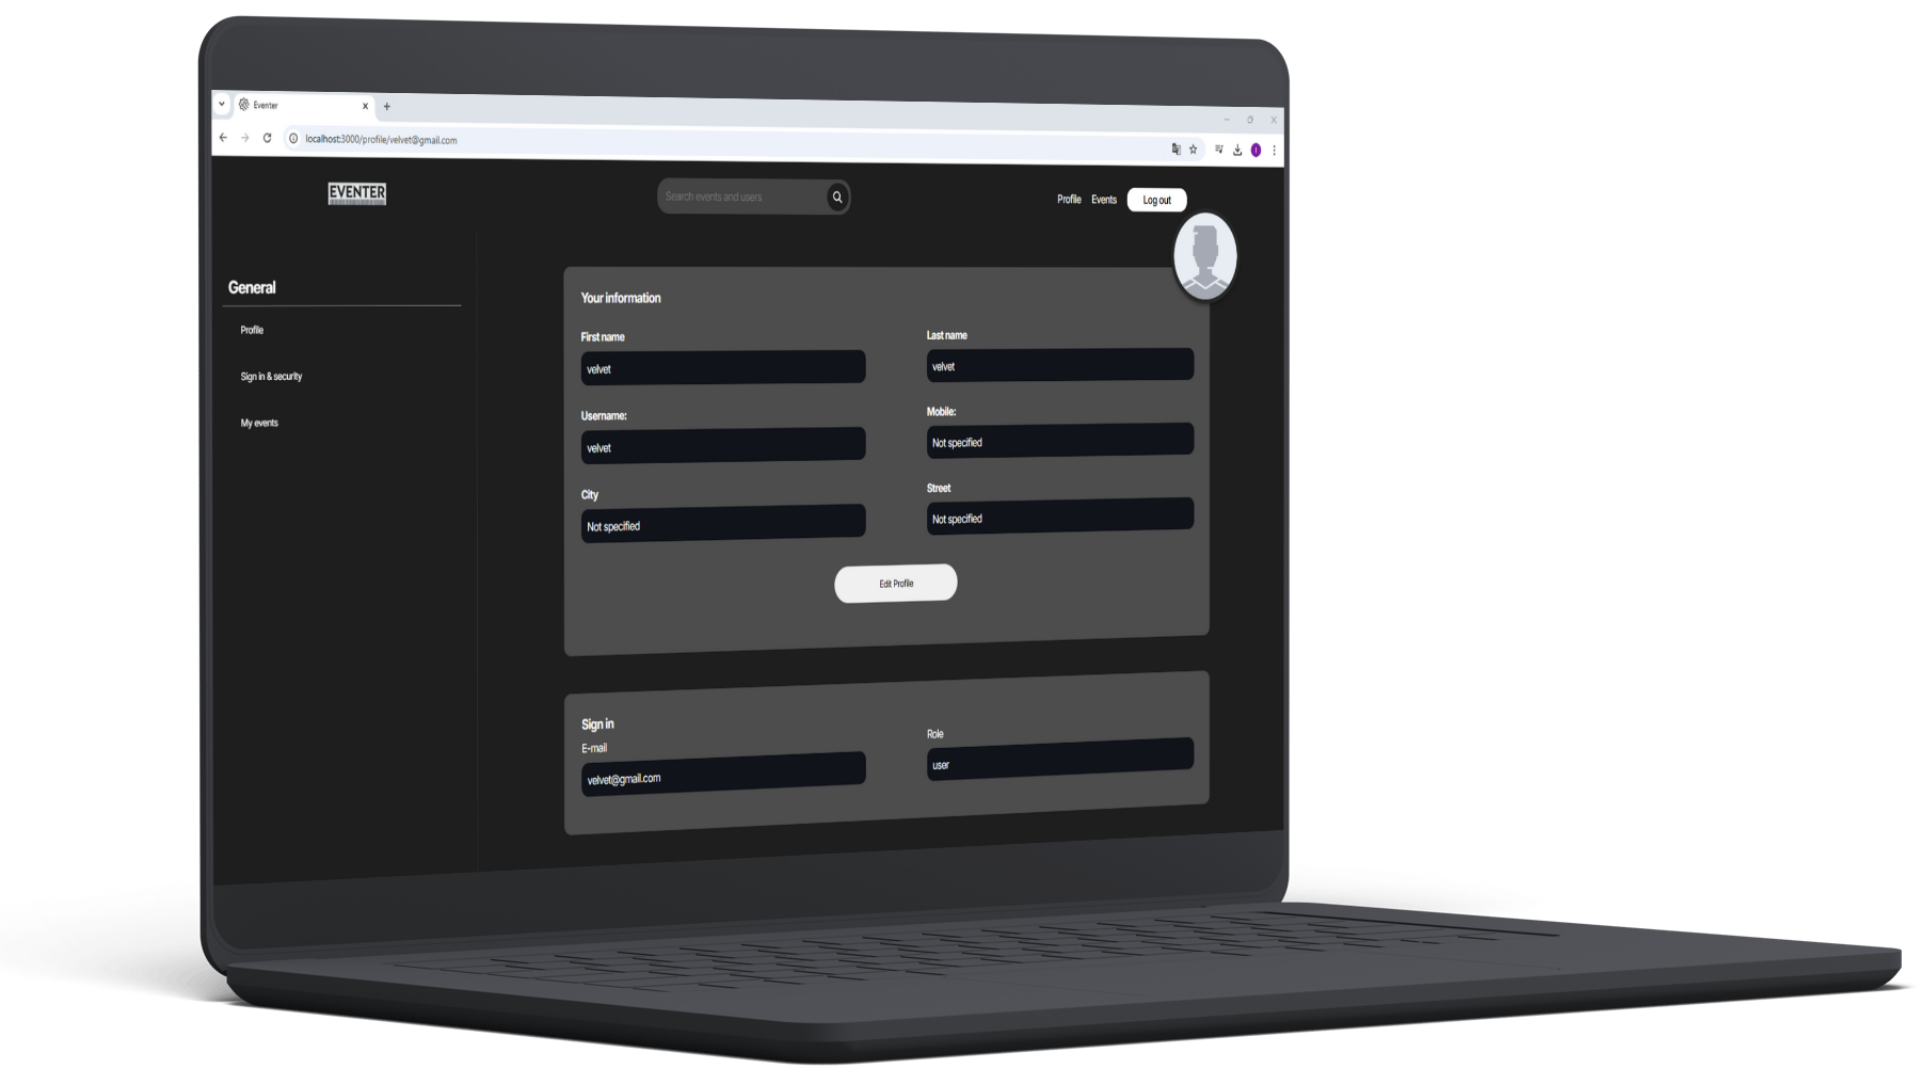 Eventer
localhost:3000/profile/velvet@gmail.com
EVENTER
Search events and users
Profile Events Log out
General
Profile
Sign in & security
My events
Your information
First name Last name
velvet velvet
Username: Mobile:
velvet Not specified
City Street
Not specified Not specified
Edit Profile
Sign in
E-mail Role
velvet@gmail.com user